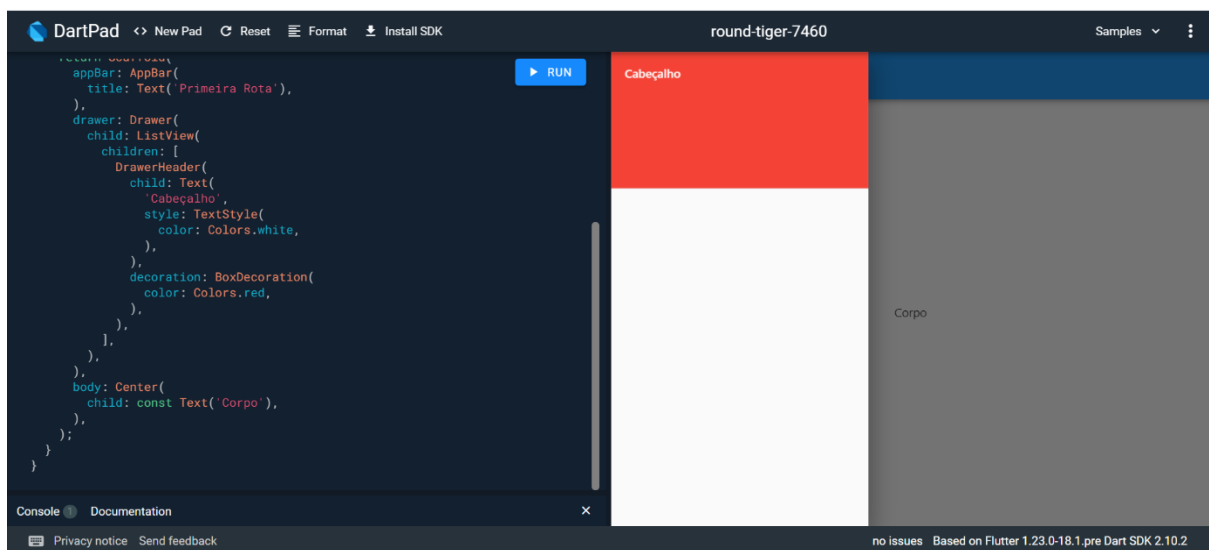 DartPad <> New Pad Reset Format Install SDK round-tiger-7460 Samples
return Scaffold(
appBar: AppBar(
title: Text('Primeira Rota'),
),
drawer: Drawer(
child: ListView(
children: [
DrawerHeader(
child: Text(
'Cabeçalho',
style: TextStyle(
color: Colors.white,
),
),
decoration: BoxDecoration(
color: Colors.red,
),
),
],
),
),
body: Center(
child: const Text('Corpo'),
),
);
}
}
RUN
Cabeçalho
Corpo
Console 1 Documentation ×
Privacy notice Send feedback no issues Based on Flutter 1.23.0-18.1.pre Dart SDK 2.10.2